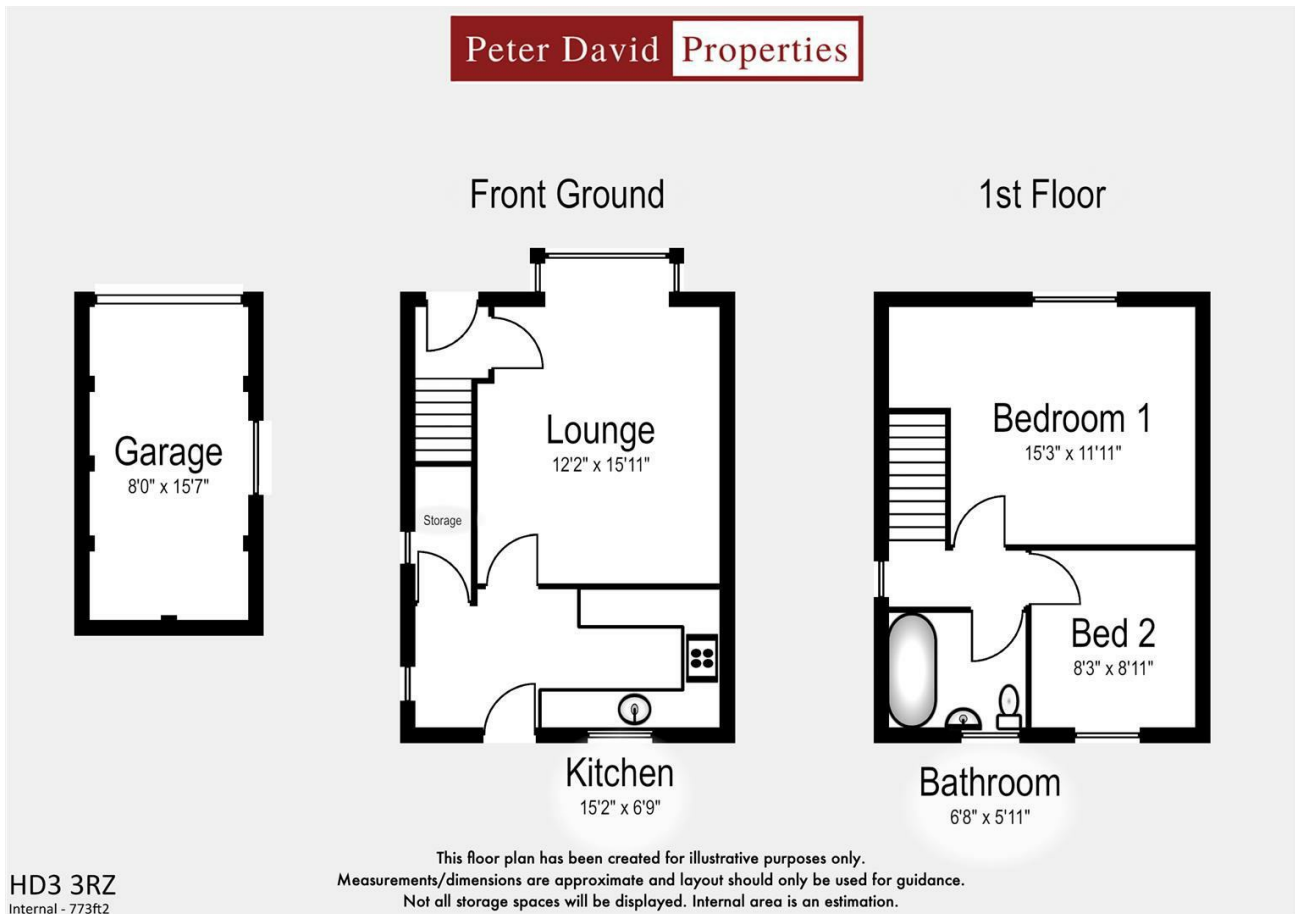 Peter David Properties
Front Ground
1st Floor
Garage
8'0" x 15'7"
Lounge
12'2" x 15'11"
Storage
Kitchen
15'2" x 6'9"
Bedroom 1
15'3" x 11'11"
Bed 2
8'3" x 8'11"
Bathroom
6'8" x 5'11"
This floor plan has been created for illustrative purposes only.
Measurements/dimensions are approximate and layout should only be used for guidance.
Not all storage spaces will be displayed. Internal area is an estimation.
HD3 3RZ
Internal - 773ft2